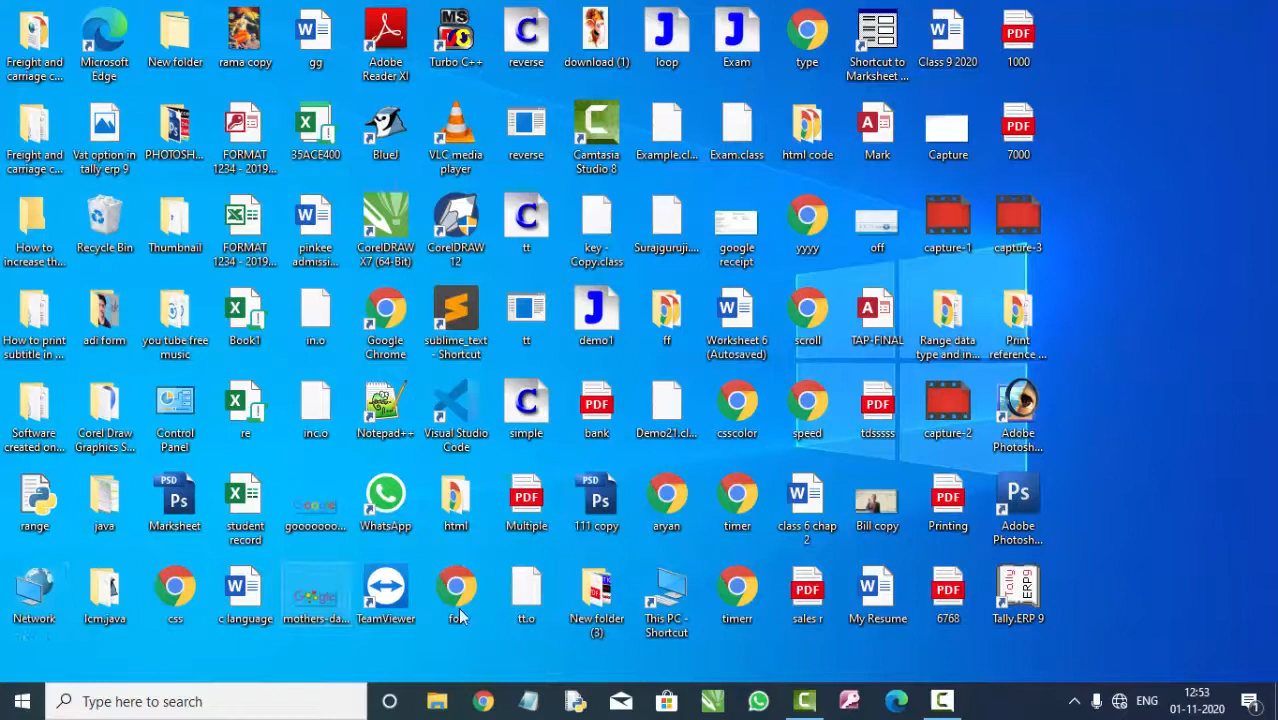 Freight and carriage c...
Microsoft Edge
New folder
rama copy
gg
Adobe Reader XI
Turbo C++
reverse
download (1)
loop
Exam
type
Shortcut to Marksheet ...
Class 9 2020
1000
Freight and carriage c...
Vat option in tally erp 9
PHOTOSH...
FORMAT 1234 - 2019...
35ACE400
BlueJ
VLC media player
reverse
Camtasia Studio 8
Example.cl...
Exam.class
html code
Mark
Capture
7000
How to increase th...
Recycle Bin
Thumbnail
FORMAT 1234 - 2019...
pinkee admissi...
CorelDRAW X7 (64-Bit)
CorelDRAW 12
tt
key - Copy.class
Surajguruji....
google receipt
yyyy
off
capture-1
capture-3
How to print subtitle in ...
adi form
you tube free music
Book1
in.o
Google Chrome
sublime_text - Shortcut
tt
demo1
ff
Worksheet 6 (Autosaved)
scroll
TAP-FINAL
Range data type and in...
Print reference ...
Software created on...
Corel Draw Graphics S...
Control Panel
re
inc.o
Notepad++
Visual Studio Code
simple
bank
Demo21.cl...
csscolor
speed
tdsssss
capture-2
Adobe Photosh...
range
java
Marksheet
student record
gooooooo...
WhatsApp
html
Multiple
111 copy
aryan
timer
class 6 chap 2
Bill copy
Printing
Adobe Photosh...
Network
lcm.java
css
c language
mothers-da...
TeamViewer
tt.o
New folder (3)
This PC - Shortcut
timerr
sales r
My Resume
6768
Tally.ERP 9
Type here to search
ENG
12:53
01-11-2020